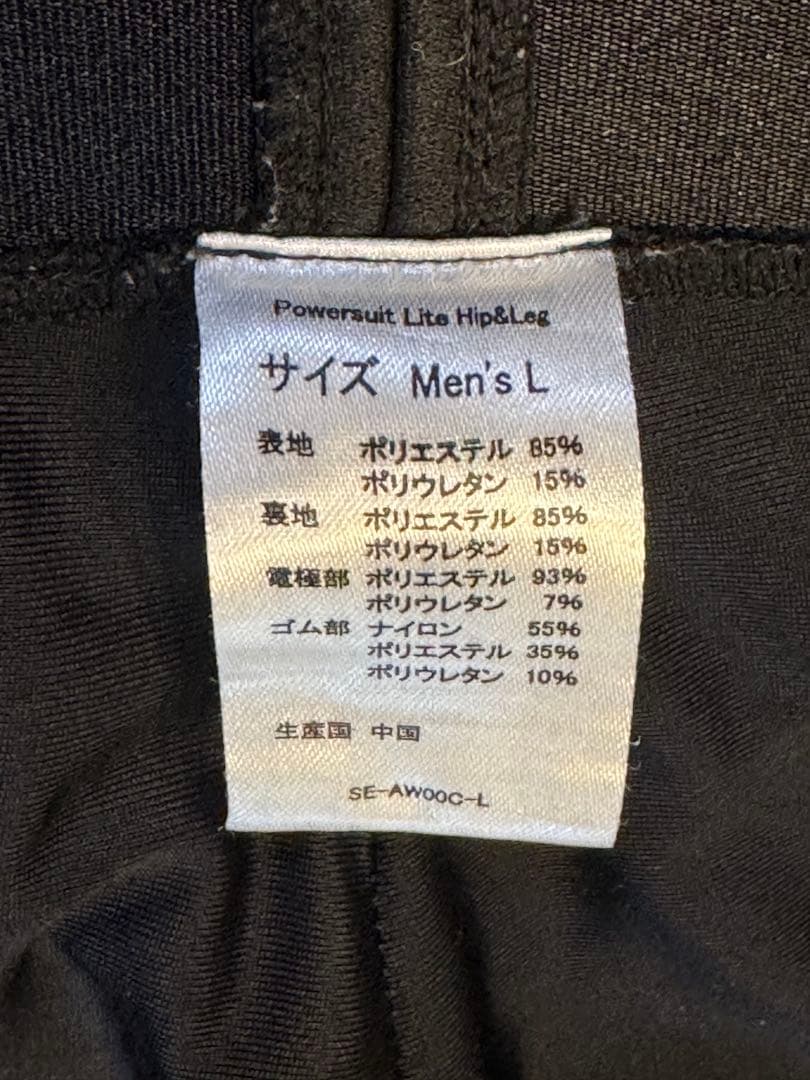 Powersuit Lite Hip&Leg
サイズ Men's L
表地 ポリエステル 85%
ポリウレタン 15%
裏地 ポリエステル 85%
ポリウレタン 15%
電極部 ポリエステル 93%
ポリウレタン 7%
ゴム部 ナイロン 55%
ポリエステル 35%
ポリウレタン 10%
生産国 中国
SE-AW00C-L